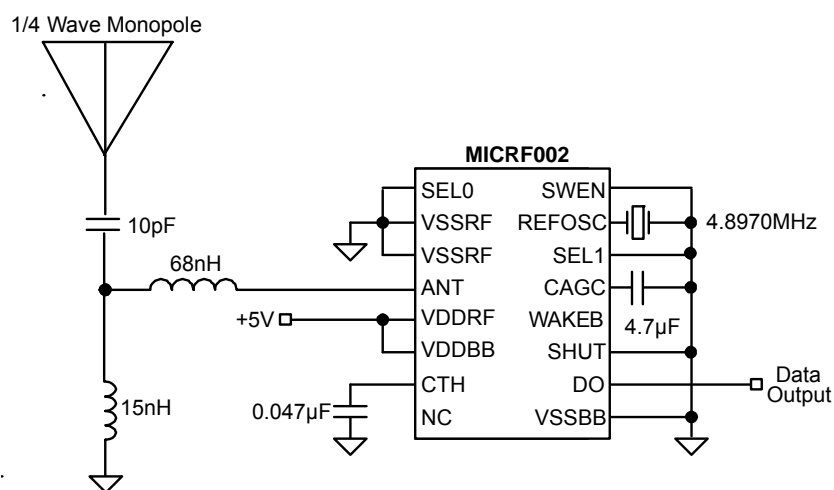 1/4 Wave Monopole
10pF
68nH
15nH
+5V
0.047µF
MICRF002
SEL0
VSSRF
VSSRF
ANT
VDDRF
VDDBB
CTH
NC
SWEN
REFOSC
SEL1
CAGC
WAKEB
SHUT
DO
VSSBB
4.8970MHz
4.7µF
Data
Output